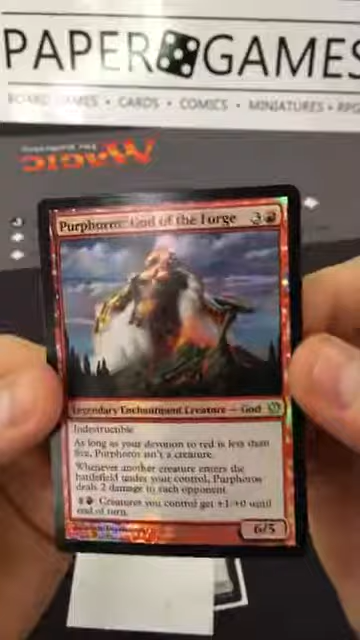 PAPER GAMES
BOARD GAMES • CARDS • COMICS • MINIATURES • RPG
MAGIC
Purphoros, God of the Forge 3
Legendary Enchantment Creature — God
Indestructible
As long as your devotion to red is less than
five, Purphoros isn't a creature.
Whenever another creature enters the
battlefield under your control, Purphoros
deals 2 damage to each opponent.
Creatures you control get +1/+0 until
end of turn.
6/5